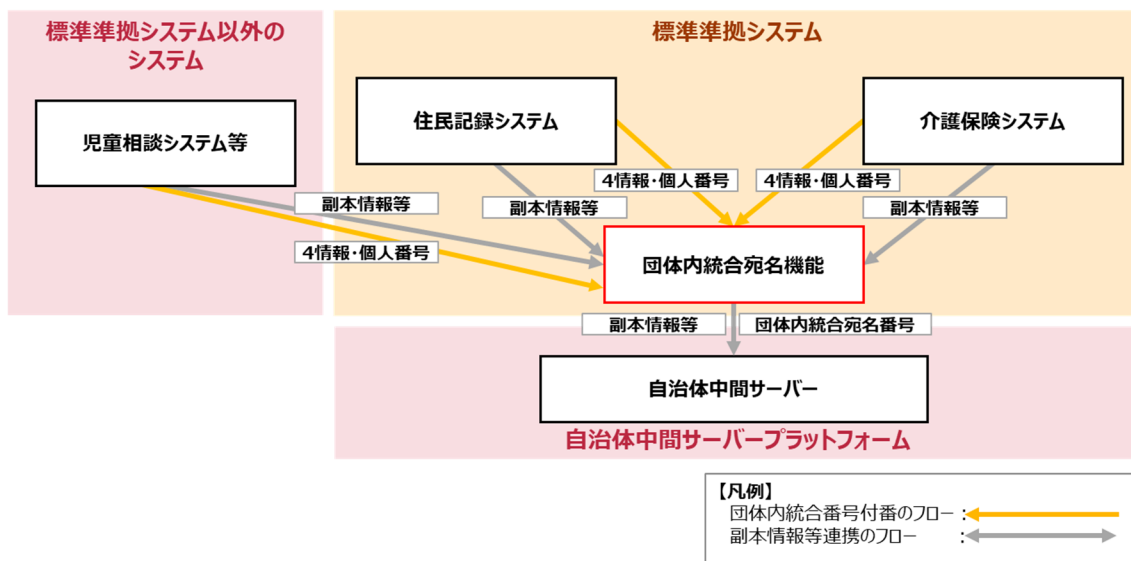 標準準拠システム以外の
システム
標準準拠システム
児童相談システム等
住民記録システム
介護保険システム
4情報・個人番号
4情報・個人番号
副本情報等
副本情報等
副本情報等
4情報・個人番号
団体内統合宛名機能
副本情報等
団体内統合宛名番号
自治体中間サーバー
自治体中間サーバープラットフォーム
【凡例】
団体内統合番号付番のフロー：
副本情報等連携のフロー　　：